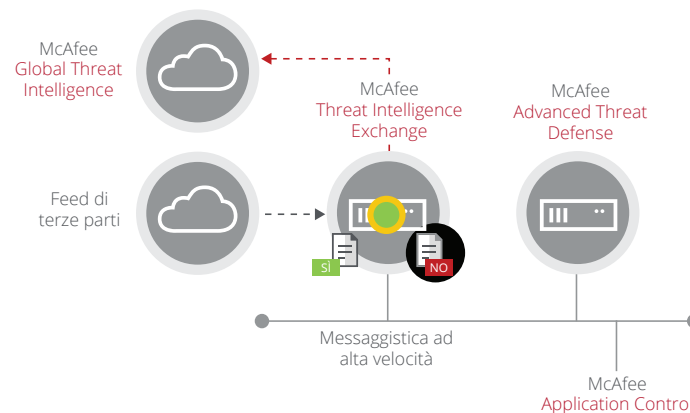 McAfee
Global Threat
Intelligence
McAfee
Threat Intelligence
Exchange
McAfee
Advanced Threat
Defense
Feed di
terze parti
SÌ
NO
Messaggistica ad
alta velocità
McAfee
Application Contro